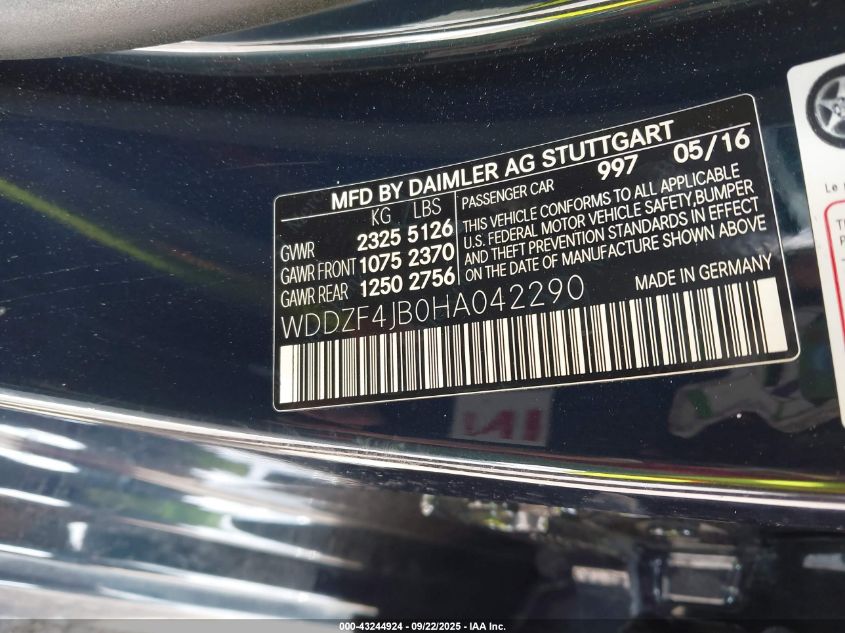 MFD BY DAIMLER AG STUTTGART
KG LBS
GVWR 2325 5126
GAWR FRONT 1075 2370
GAWR REAR 1250 2756
PASSENGER CAR 997 05/16
THIS VEHICLE CONFORMS TO ALL APPLICABLE
U.S. FEDERAL MOTOR VEHICLE SAFETY, BUMPER
AND THEFT PREVENTION STANDARDS IN EFFECT
ON THE DATE OF MANUFACTURE SHOWN ABOVE
MADE IN GERMANY
WDDZF4JB0HA042290
Le
000-43244924 - 09/22/2025 - IAA Inc.